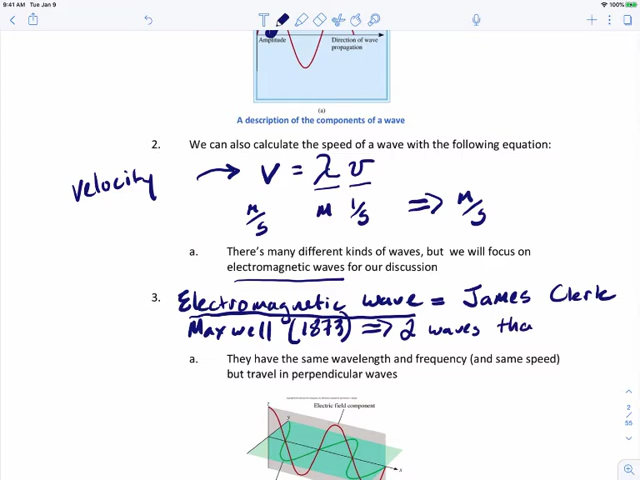 9:41 AM Tue Jan 9
100%
Amplitude
Direction of wave
propagation
(a)
A description of the components of a wave
2. We can also calculate the speed of a wave with the following equation:
velocity → V = λ ν
M/s M 1/s ⇒ M/s
a. There's many different kinds of waves, but we will focus on
electromagnetic waves for our discussion
3. Electromagnetic wave = James Clerk
Maxwell (1873) ⇒ 2 waves tha
a. They have the same wavelength and frequency (and same speed)
but travel in perpendicular waves
Electric field component
y
x
2
55